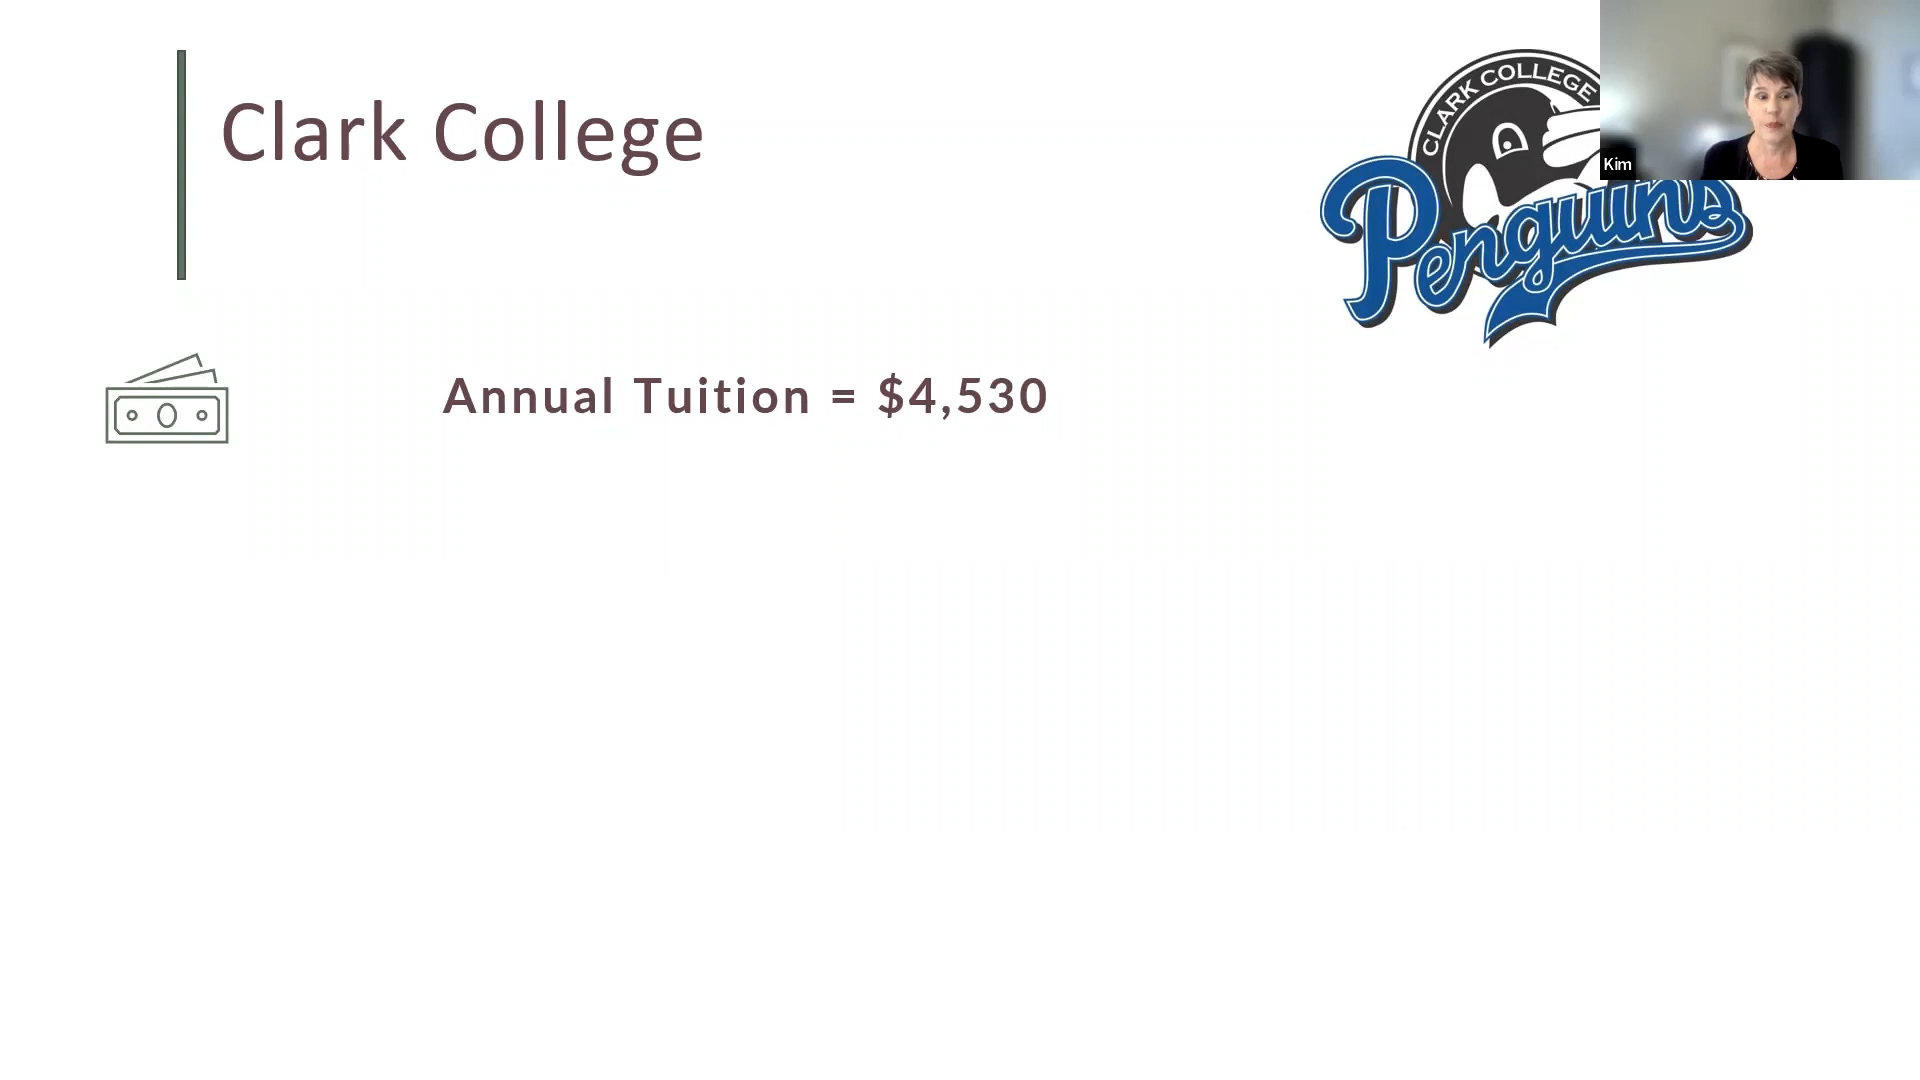 Clark College
CLARK COLLEGE
Penguins
Kim
Annual Tuition = $4,530